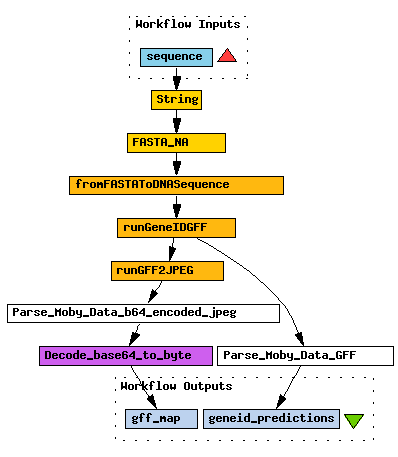 Workflow Inputs
sequence
String
FASTA_NA
fromFASTAToDNASequence
runGeneIDGFF
runGFF2JPEG
Parse_Moby_Data_b64_encoded_jpeg
Decode_base64_to_byte
Parse_Moby_Data_GFF
Workflow Outputs
gff_map
geneid_predictions